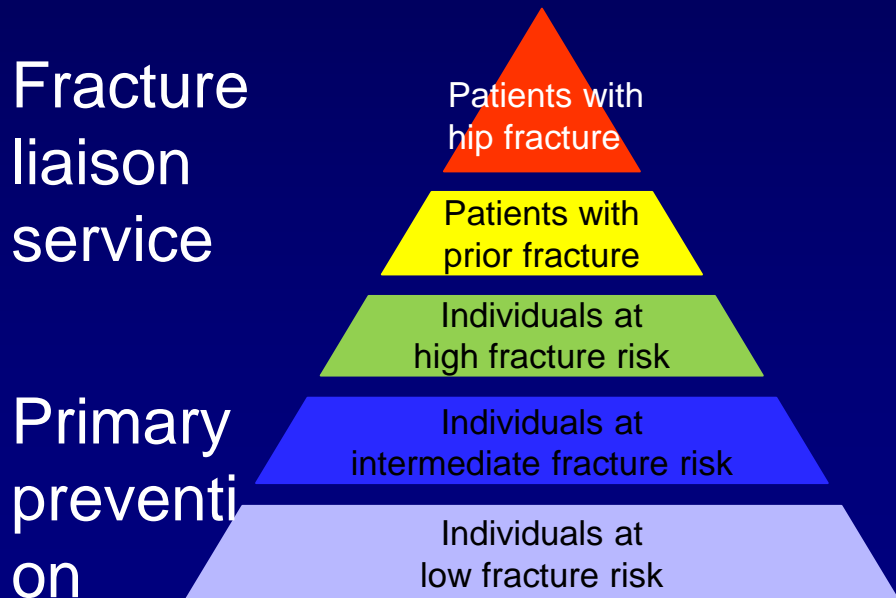 Fracture
liaison
service
Patients with
hip fracture
Patients with
prior fracture
Individuals at
high fracture risk
Primary
preventi
on
Individuals at
intermediate fracture risk
Individuals at
low fracture risk